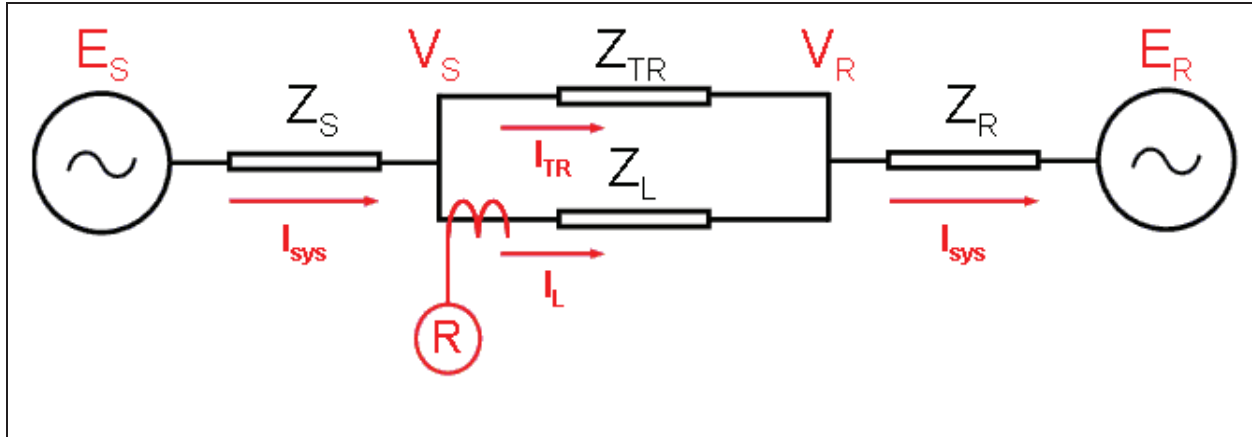 E_S
V_S
Z_TR
V_R
E_R
Z_S
I_TR
Z_L
Z_R
I_sys
I_L
I_sys
R